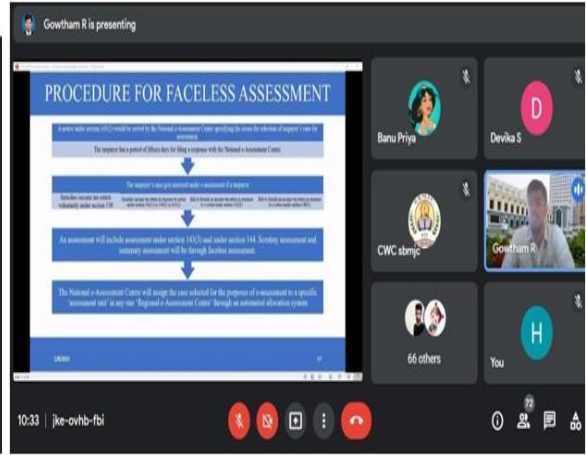 Gowtham R is presenting
PROCEDURE FOR FACELESS ASSESSMENT
A notice under section 143(2) would be served by the National e-Assessment Centre specifying the issues for selection of taxpayer's case for
assessment.
The taxpayer has a period of fifteen days for filing a response with the National e-Assessment Centre.
The taxpayer's case gets assessed under e-assessment if a taxpayer
voluntarily under section 139
An assessment will include assessment under section 143(3) and under section 144. Scrutiny assessment and
summary assessment will be through faceless assessment.
The National e-Assessment Centre will assign the case selected for the purposes of e-assessment to a specific
'assessment unit' in any one 'Regional e-Assessment Centre' through an automated allocation system
Banu Priya
D
Devika S
CWC sbmjc
Gowtham R
66 others
H
You
10:33 | jke-ovhb-fbi
72